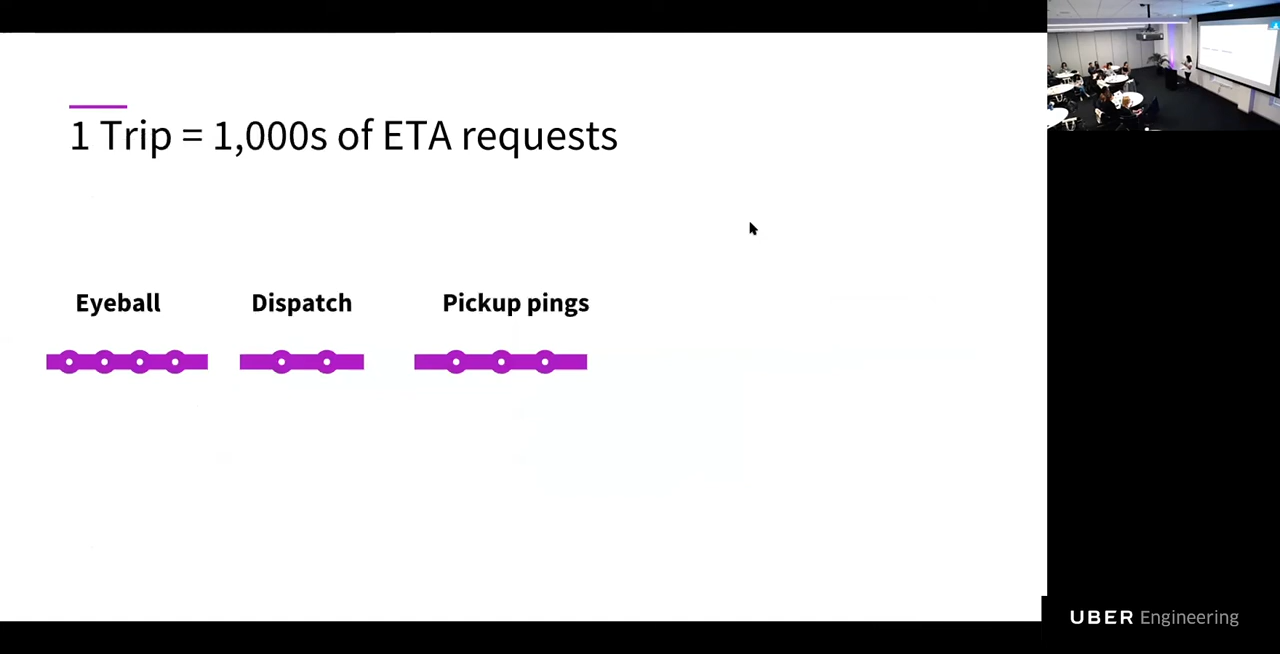 1 Trip = 1,000s of ETA requests
Eyeball
Dispatch
Pickup pings
UBER Engineering